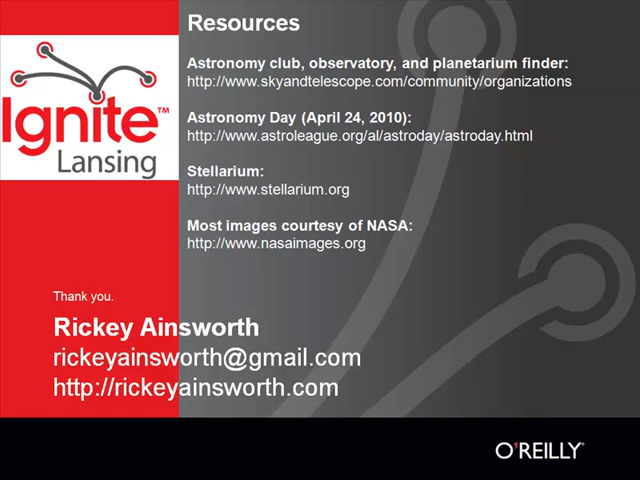 Resources
Astronomy club, observatory, and planetarium finder:
http://www.skyandtelescope.com/community/organizations
Astronomy Day (April 24, 2010):
http://www.astroleague.org/al/astroday/astroday.html
Stellarium:
http://www.stellarium.org
Most images courtesy of NASA:
http://www.nasaimages.org
Ignite™
Lansing
Thank you.
Rickey Ainsworth
rickeyainsworth@gmail.com
http://rickeyainsworth.com
O'REILLY®